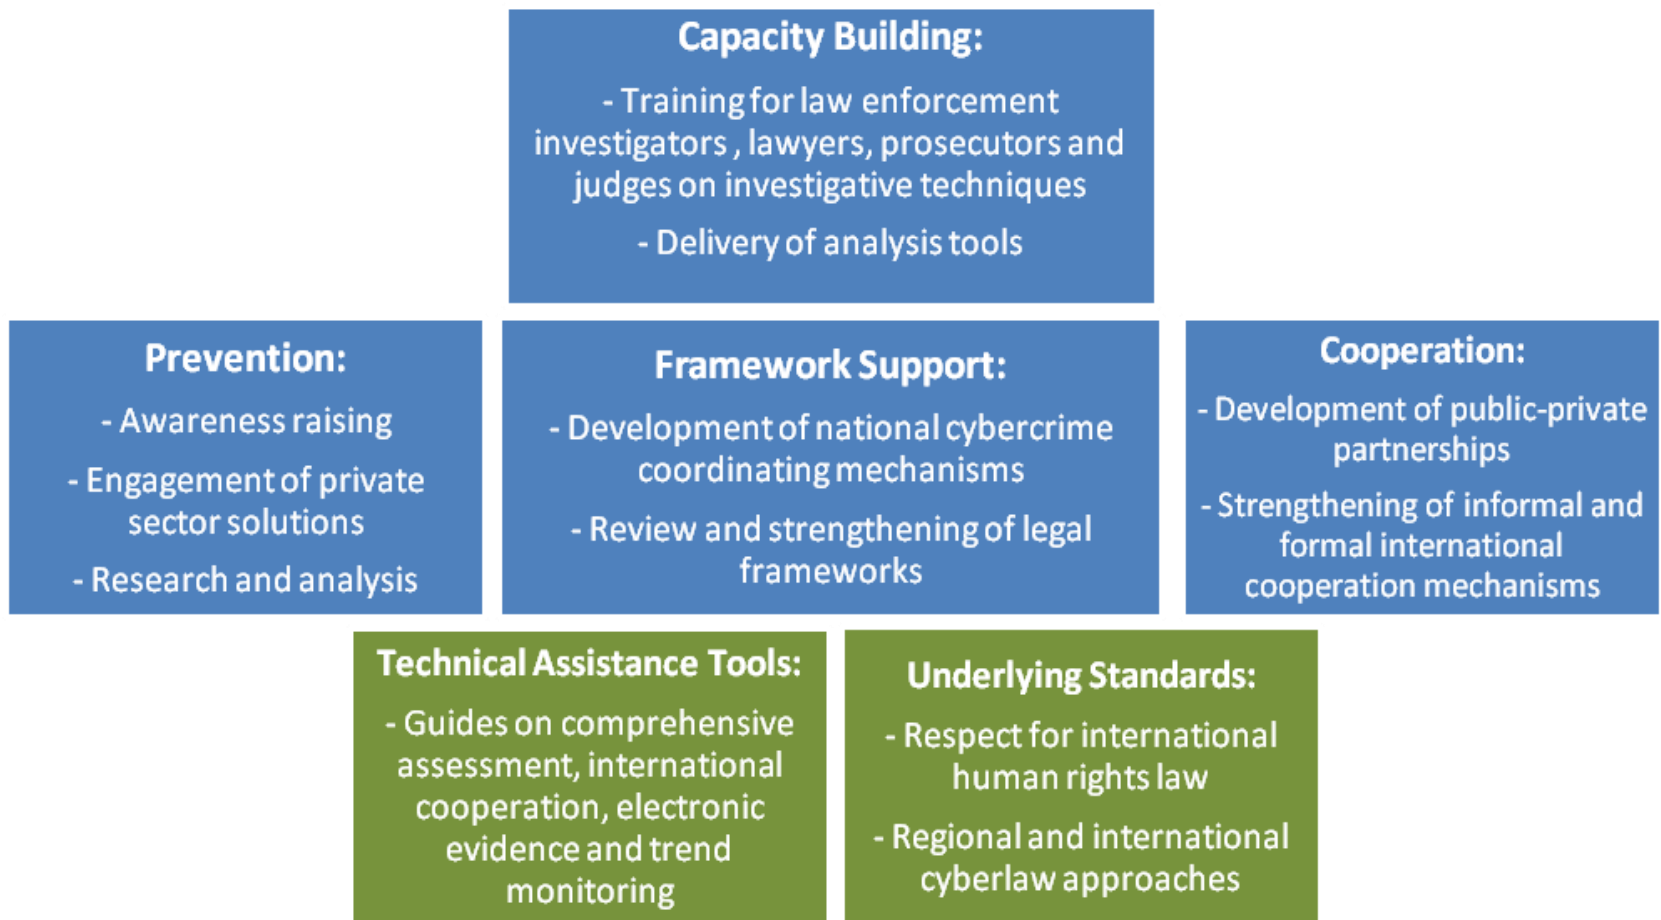 Capacity Building:
- Training for law enforcement
investigators , lawyers, prosecutors and
judges on investigative techniques
- Delivery of analysis tools
Prevention:
- Awareness raising
- Engagement of private
sector solutions
- Research and analysis
Framework Support:
- Development of national cybercrime
coordinating mechanisms
- Review and strengthening of legal
frameworks
Cooperation:
- Development of public-private
partnerships
- Strengthening of informal and
formal international
cooperation mechanisms
Technical Assistance Tools:
- Guides on comprehensive
assessment, international
cooperation, electronic
evidence and trend
monitoring
Underlying Standards:
- Respect for international
human rights law
- Regional and international
cyberlaw approaches